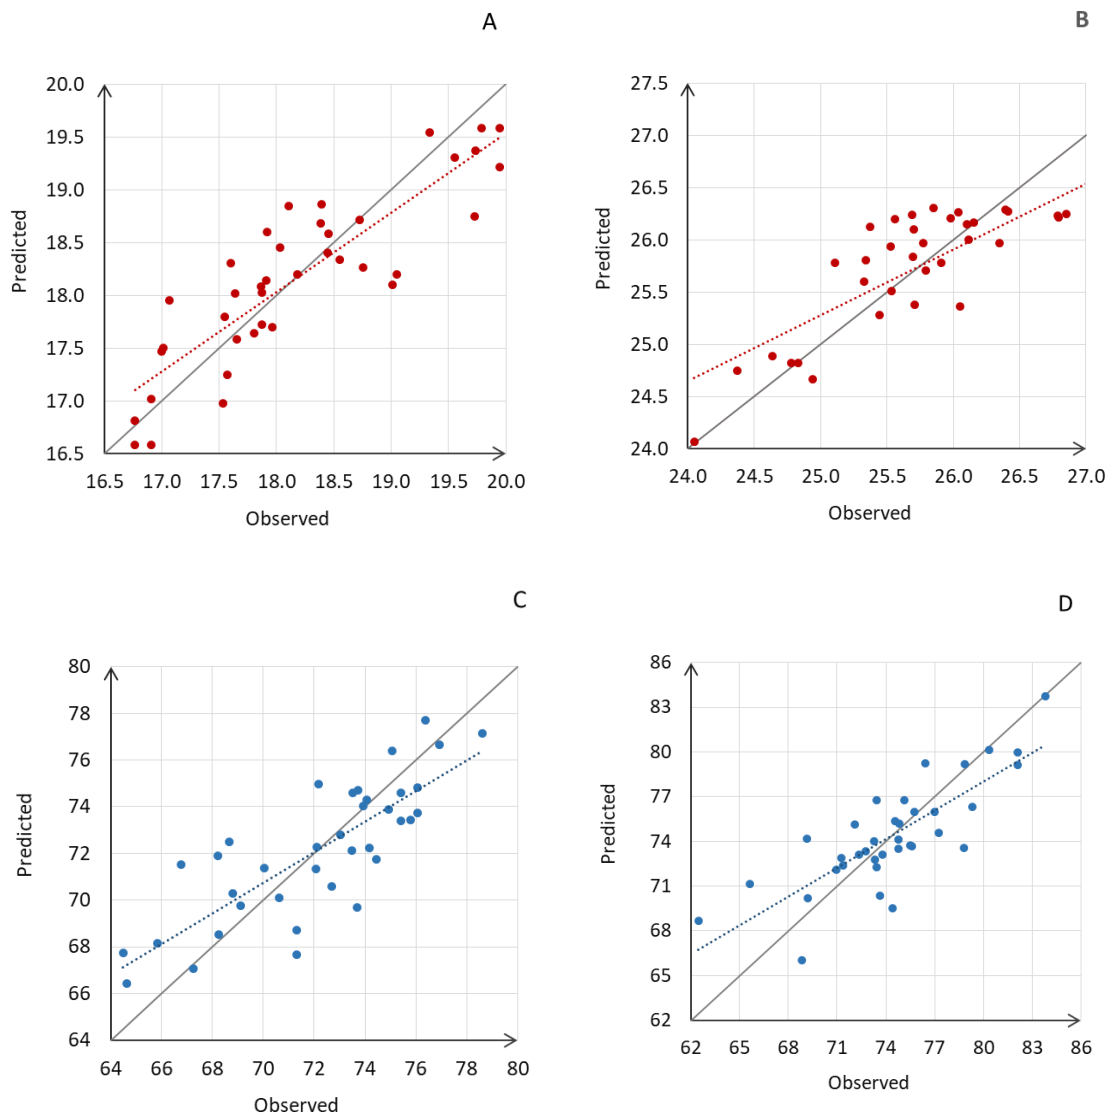 A
20.0
19.5
19.0
18.5
18.0
17.5
17.0
16.5
Predicted
16.5 17.0 17.5 18.0 18.5 19.0 19.5 20.0
Observed
B
27.5
27.0
26.5
26.0
25.5
25.0
24.5
24.0
Predicted
24.0 24.5 25.1 25.5 26.1 26.5 27.0
Observed
C
80
78
76
74
72
70
68
66
64
Predicted
64 66 68 70 72 74 76 78 80
Observed
D
86
83
80
77
74
71
68
65
62
Predicted
62 65 68 71 74 77 80 83 86
Observed